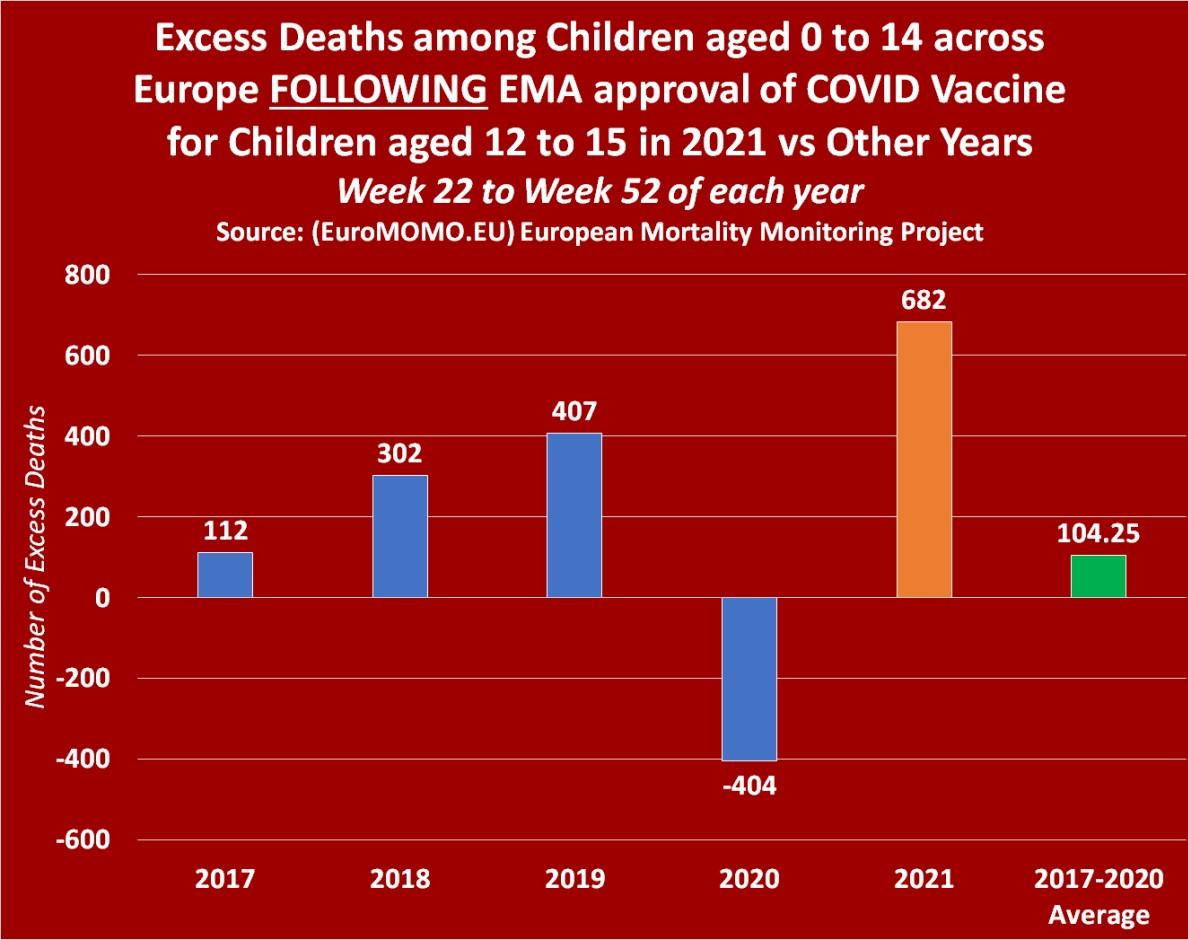 Excess Deaths among Children aged 0 to 14 across
Europe FOLLOWING EMA approval of COVID Vaccine
for Children aged 12 to 15 in 2021 vs Other Years
Week 22 to Week 52 of each year
Source: (EuroMOMO.EU) European Mortality Monitoring Project
Number of Excess Deaths
800
600
400
200
0
-200
-400
-600
112
302
407
-404
682
104.25
2017
2018
2019
2020
2021
2017-2020
Average